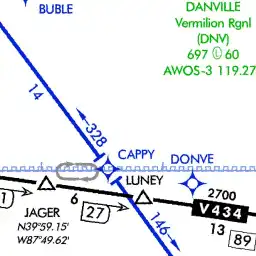 BUBLE
DANVILLE
Vermilion Rgnl
(DNV)
697 Ⓛ 60
AWOS-3 119.27
14
328
CAPPY
DONVE
LUNEY
2700
V434
13
89
6
27
1
JAGER
N39°59.15'
W87°49.62'
146